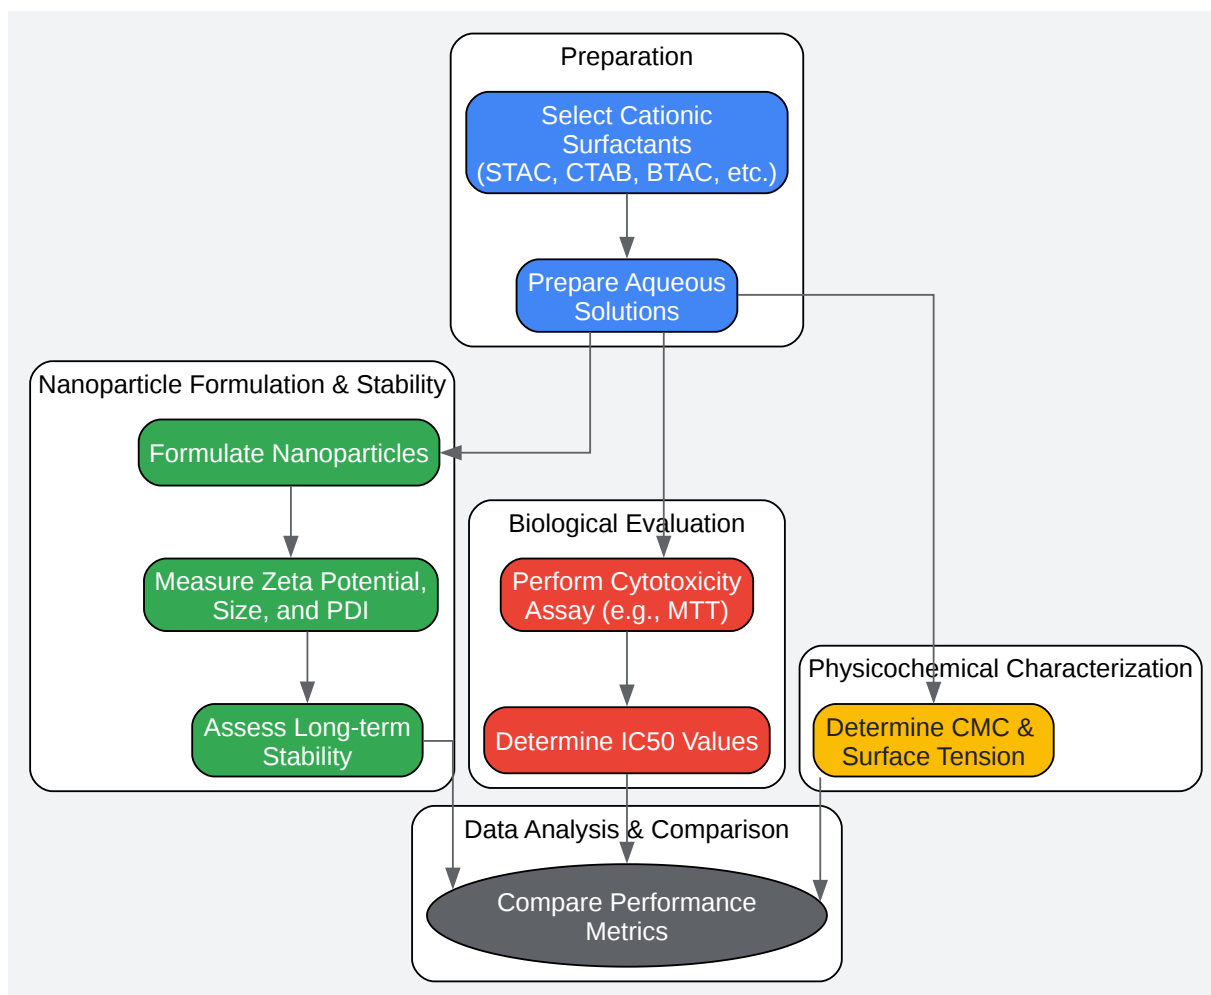 Preparation
Select Cationic
Surfactants
(STAC, CTAB, BTAC, etc.)
Prepare Aqueous
Solutions
Nanoparticle Formulation & Stability
Formulate Nanoparticles
Measure Zeta Potential,
Size, and PDI
Assess Long-term
Stability
Biological Evaluation
Perform Cytotoxicity
Assay (e.g., MTT)
Determine IC50 Values
Physicochemical Characterization
Determine CMC &
Surface Tension
Data Analysis & Comparison
Compare Performance
Metrics